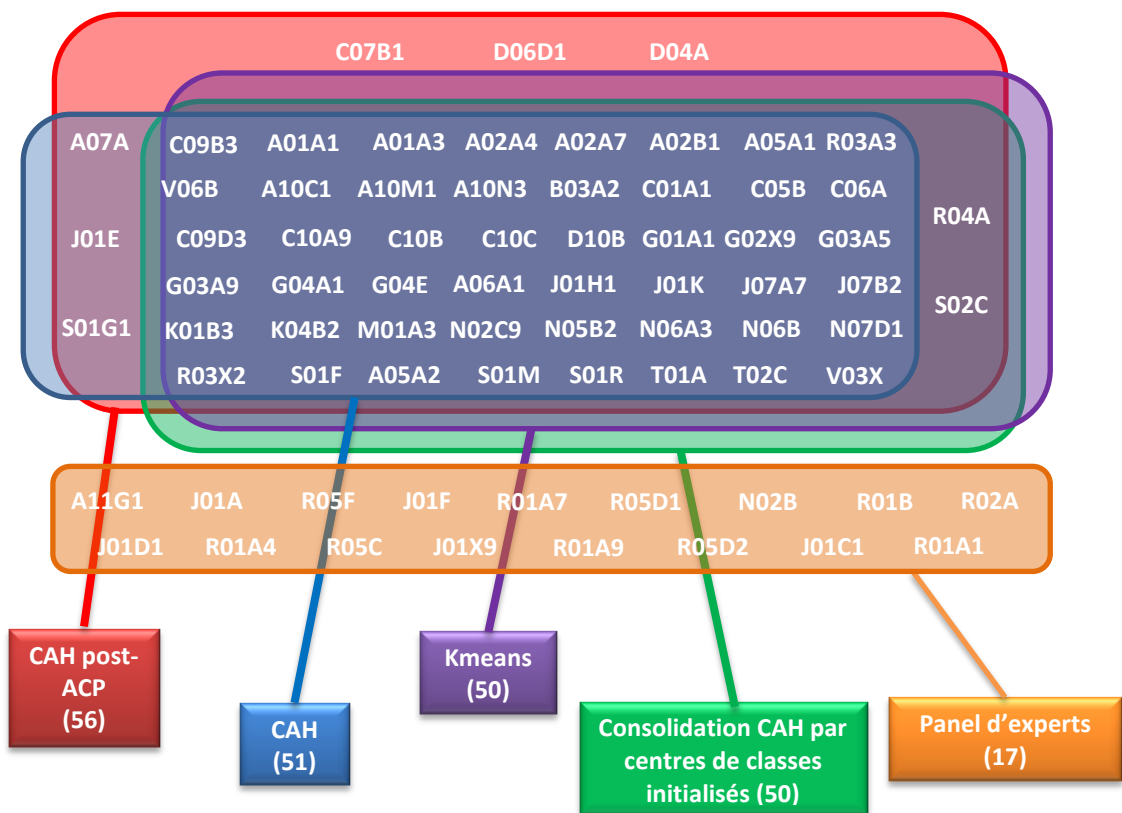 C07B1 D06D1 D04A
A07A C09B3 A01A1 A01A3 A02A4 A02A7 A02B1 A05A1 R03A3
V06B A10C1 A10M1 A10N3 B03A2 C01A1 C05B C06A
R04A
J01E C09D3 C10A9 C10B C10C D10B G01A1 G02X9 G03A5
G03A9 G04A1 G04E A06A1 J01H1 J01K J07A7 J07B2
S02C
S01G1 K01B3 K04B2 M01A3 N02C9 N05B2 N06A3 N06B N07D1
R03X2 S01F A05A2 S01M S01R T01A T02C V03X
A11G1 J01A R05F J01F R01A7 R05D1 N02B R01B R02A
J01D1 R01A4 R05C J01X9 R01A9 R05D2 J01C1 R01A1
CAH post-
ACP
(56)
CAH
(51)
Kmeans
(50)
Consolidation CAH par
centres de classes
initialisés (50)
Panel d'experts
(17)